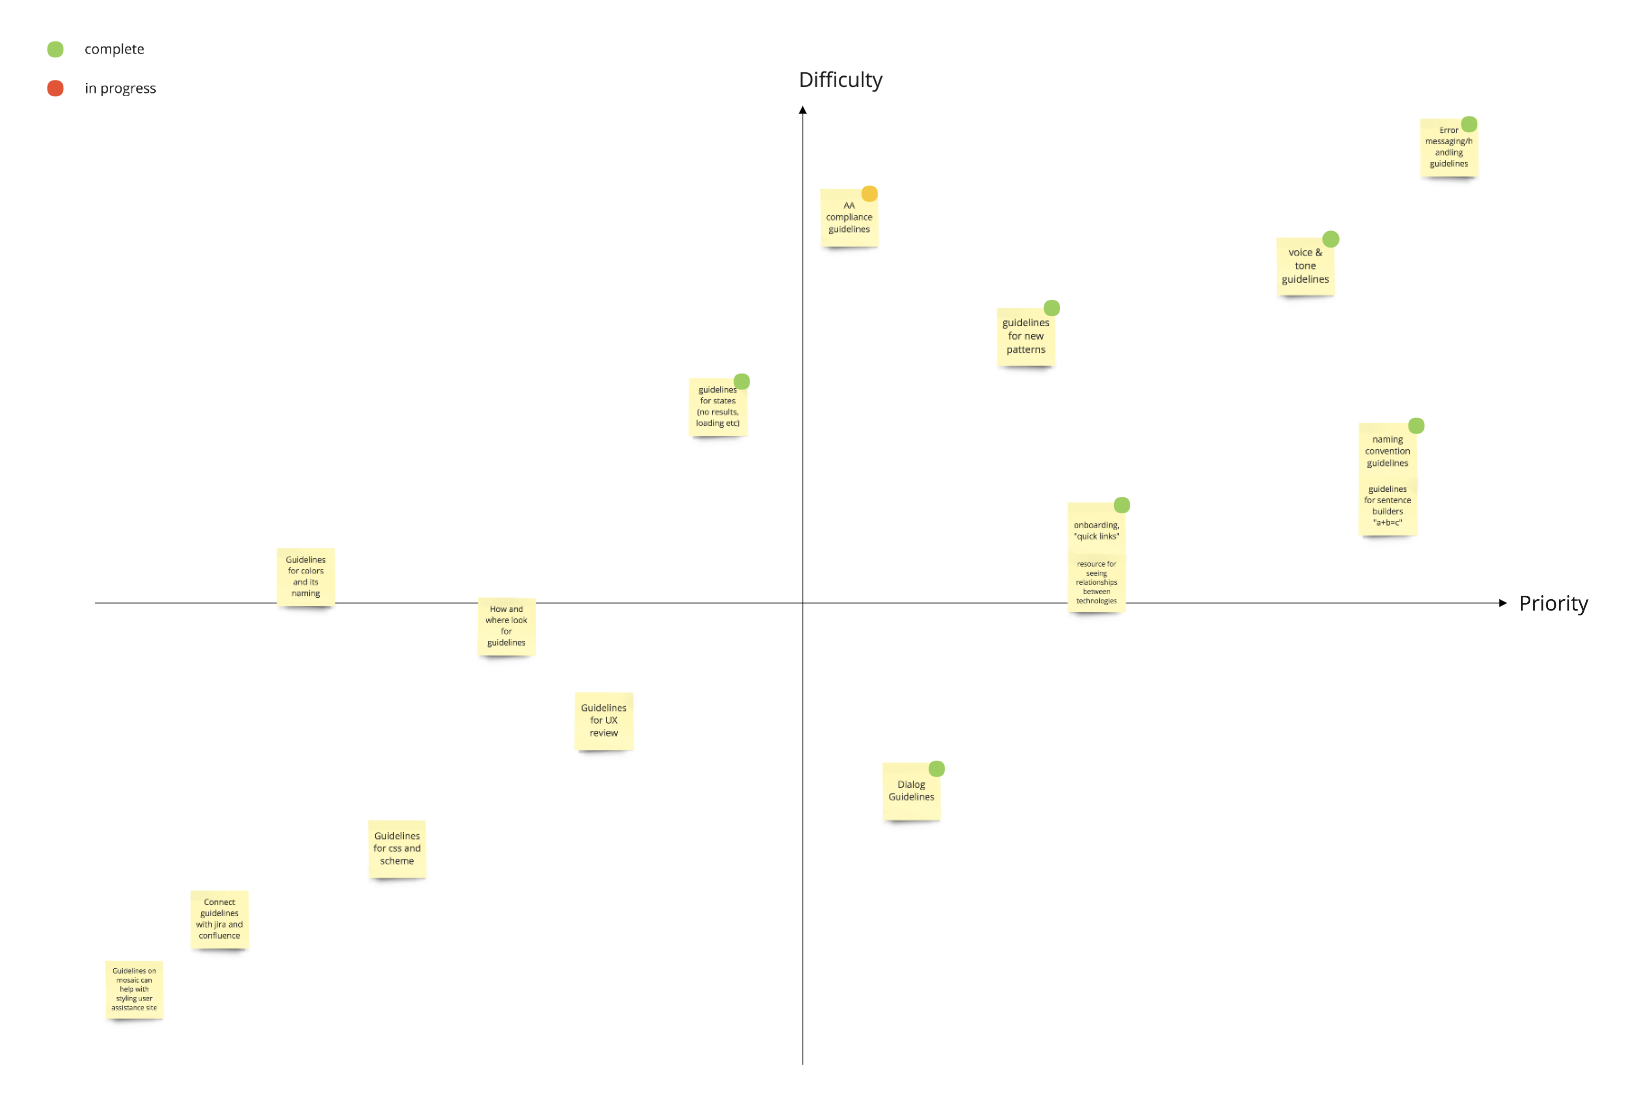 complete
in progress
Difficulty
Error
messaging/h
andling
guidelines
AA
compliance
guidelines
voice &
tone
guidelines
guidelines
for new
patterns
guidelines
for states
(no results,
loading etc)
naming
convention
guidelines
guidelines
for sentence
builders
"a+b=c"
onboarding,
"quick links"
resource for
seeing
relationships
between
technologies
Guidelines
for colors
and its
naming
Priority
How and
where look
for
guidelines
Guidelines
for UX
review
Dialog
Guidelines
Guidelines
for css and
scheme
Connect
guidelines
with jira and
confluence
Guidelines on
mosaic can
help with
styling user
assistance site